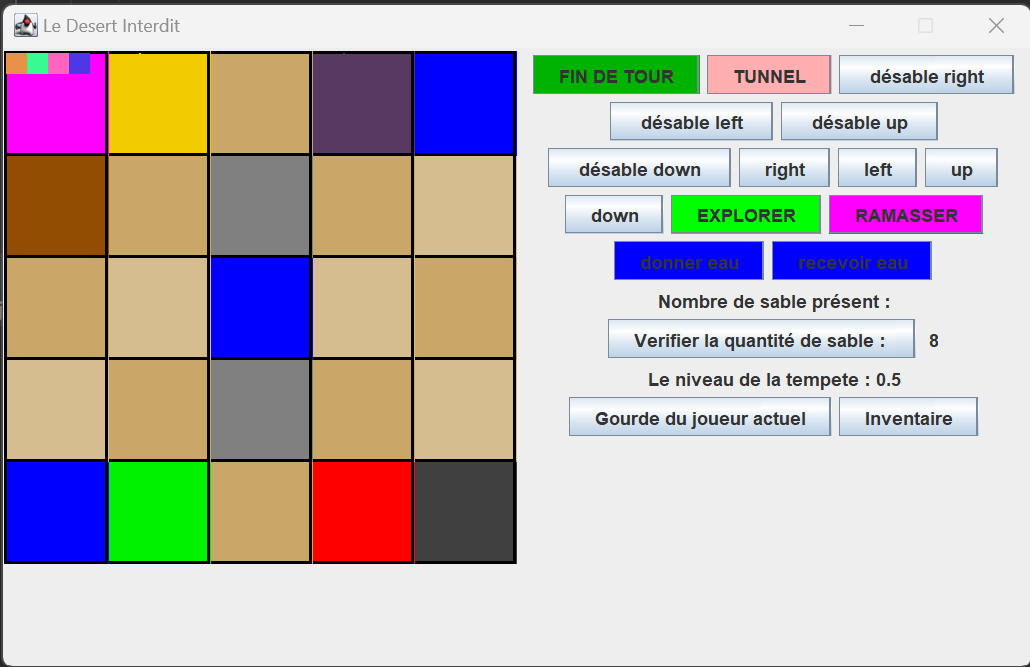 Le Desert Interdit
FIN DE TOUR TUNNEL désable right
désable left désable up
désable down right left up
down EXPLORER RAMASSER
donner eau recevoir eau
Nombre de sable présent :
Verifier la quantité de sable : 8
Le niveau de la tempete : 0.5
Gourde du joueur actuel Inventaire